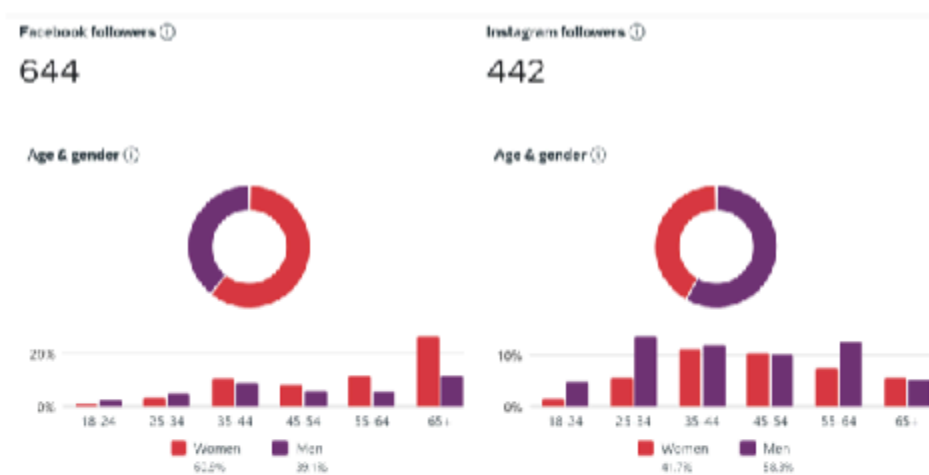 Facebook followers
644
Age & gender
20%
0%
18-24 25-34 35-44 45-54 55-64 65+
Women Men
60.9% 39.1%
Instagram followers
442
Age & gender
10%
0%
18-24 25-34 35-44 45-54 55-64 65+
Women Men
41.7% 58.3%